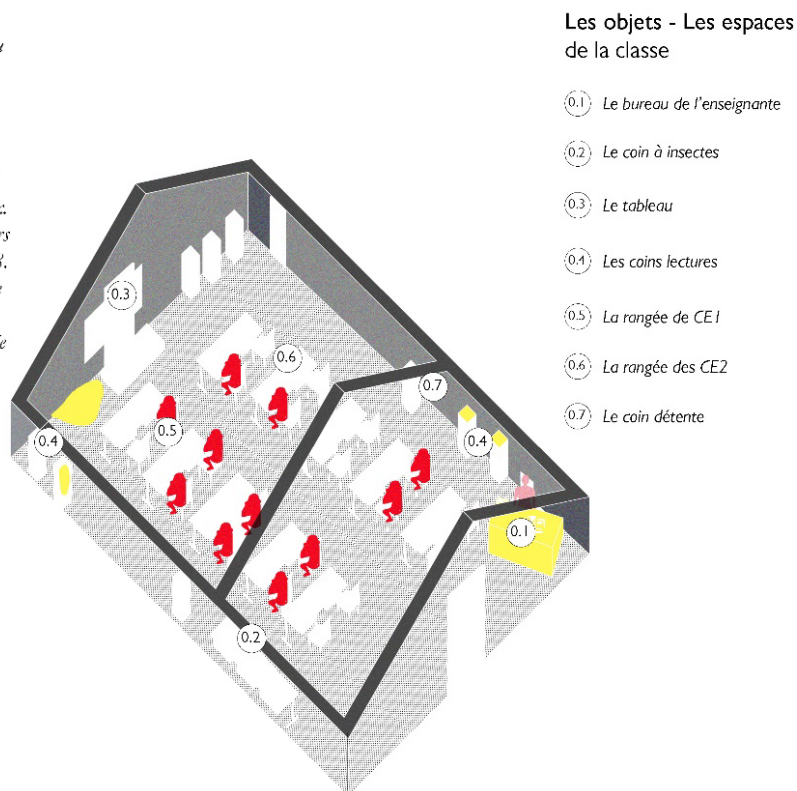 Les objets - Les espaces
de la classe
0.1 Le bureau de l'enseignante
0.2 Le coin à insectes
0.3 Le tableau
0.4 Les coins lectures
0.5 La rangée de CE1
0.6 La rangée des CE2
0.7 Le coin détente
0.3
0.6
0.7
0.5
0.4
0.4
0.1
0.2